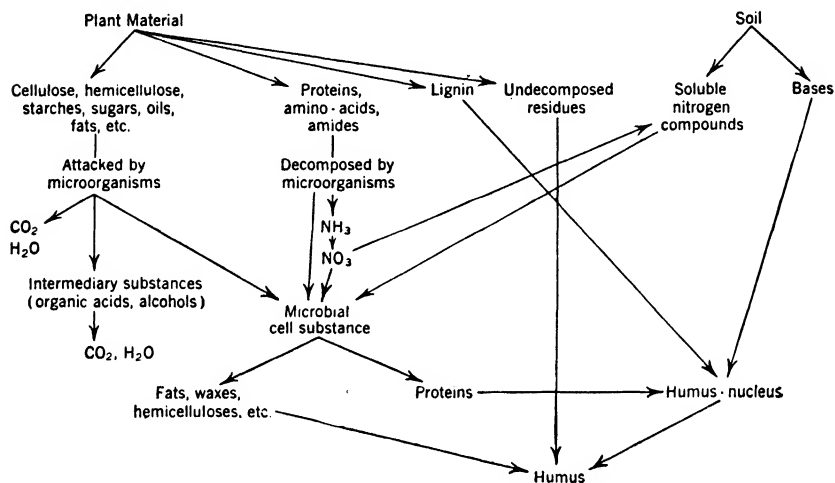 Plant Material
Soil
Cellulose, hemicellulose,
starches, sugars, oils,
fats, etc.
Proteins,
amino-acids,
amides
Lignin
Undecomposed
residues
Soluble
nitrogen
compounds
Bases
Attacked by
microorganisms
Decomposed by
microorganisms
CO₂
H₂O
NH₃
NO₃
Intermediary substances
(organic acids, alcohols)
Microbial
cell substance
CO₂, H₂O
Fats, waxes,
hemicelluloses, etc.
Proteins
Humus-nucleus
Humus